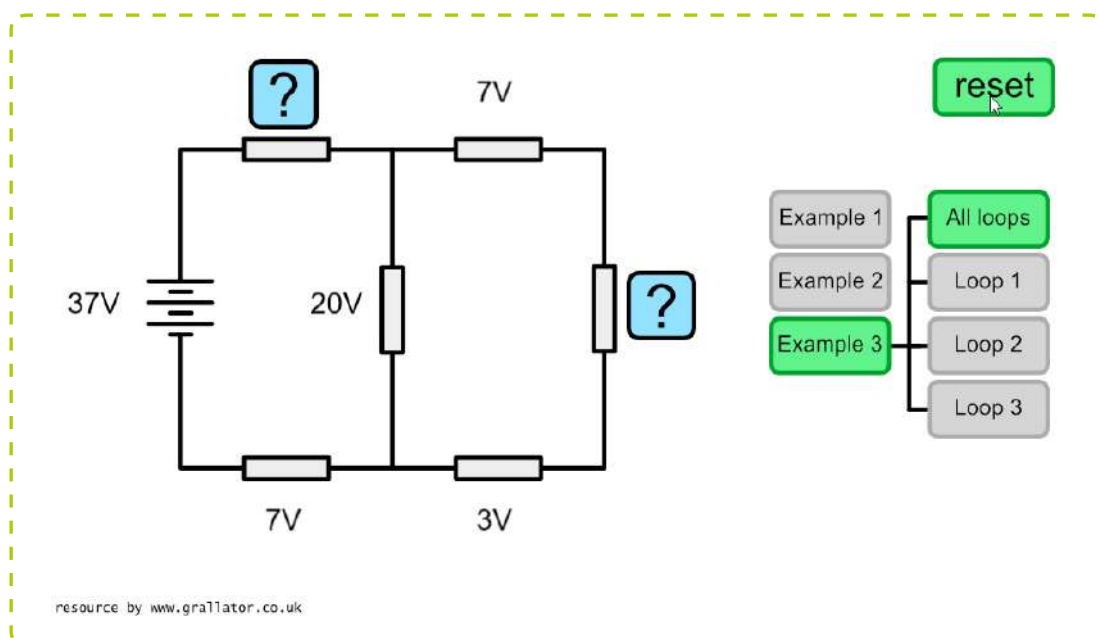 ?
7V
reset
Example 1
All loops
37V
20V
?
Example 2
Loop 1
Example 3
Loop 2
Loop 3
7V
3V
resource by www.grallator.co.uk